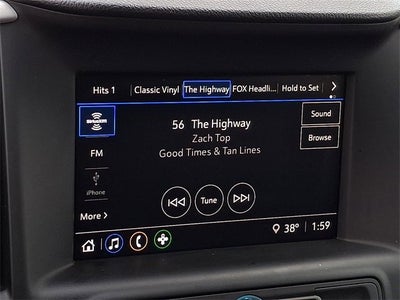 Hits 1 Classic Vinyl The Highway FOX Headli... Hold to Set
SiriusXM
56 The Highway
Sound
Zach Top
Browse
FM
Good Times & Tan Lines
iPhone
Tune
More >
38° 1:59